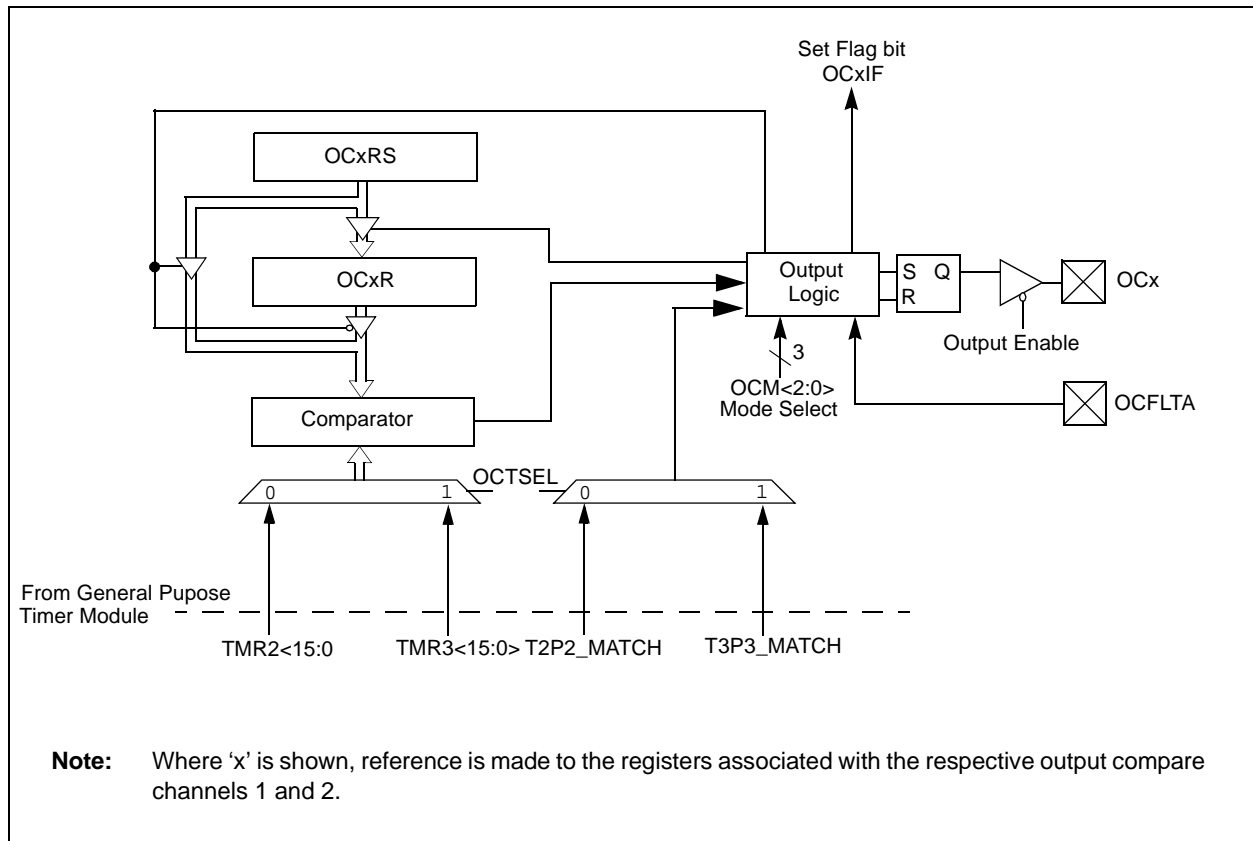 Set Flag bit
OCxIF
OCxRS
OCxR
Output
Logic
S Q
R
OCx
Output Enable
3
OCM<2:0>
Mode Select
OCFLTA
Comparator
OCTSEL
0 1
0 1
From General Pupose
Timer Module
TMR2<15:0 TMR3<15:0> T2P2_MATCH T3P3_MATCH
Note: Where ‘x’ is shown, reference is made to the registers associated with the respective output compare
channels 1 and 2.